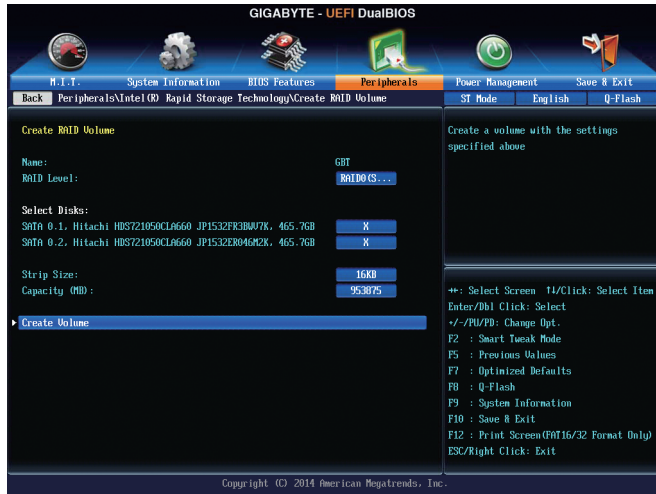 GIGABYTE - UEFI DualBIOS
M.I.T. System Information BIOS Features Peripherals Power Management Save & Exit
Back Peripherals\Intel(R) Rapid Storage Technology\Create RAID Volume ST Mode English Q-Flash
Create RAID Volume
Name: GBT
RAID Level: RAID0(S...
Select Disks:
SATA 0.1, Hitachi HDS721050CLA660 JP1532FR3BWV7K, 465.7GB X
SATA 0.2, Hitachi HDS721050CLA660 JP1532ER046M2K, 465.7GB X
Strip Size: 16KB
Capacity (MB): 953875
Create Volume
Create a volume with the settings
specified above
→←: Select Screen ↑↓/Click: Select Item
Enter/Dbl Click: Select
+/-/PU/PD: Change Opt.
F2 : Smart Tweak Mode
F5 : Previous Values
F7 : Optimized Defaults
F8 : Q-Flash
F9 : System Information
F10 : Save & Exit
F12 : Print Screen(FAT16/32 Format Only)
ESC/Right Click: Exit
Copyright (C) 2014 American Megatrends, Inc.